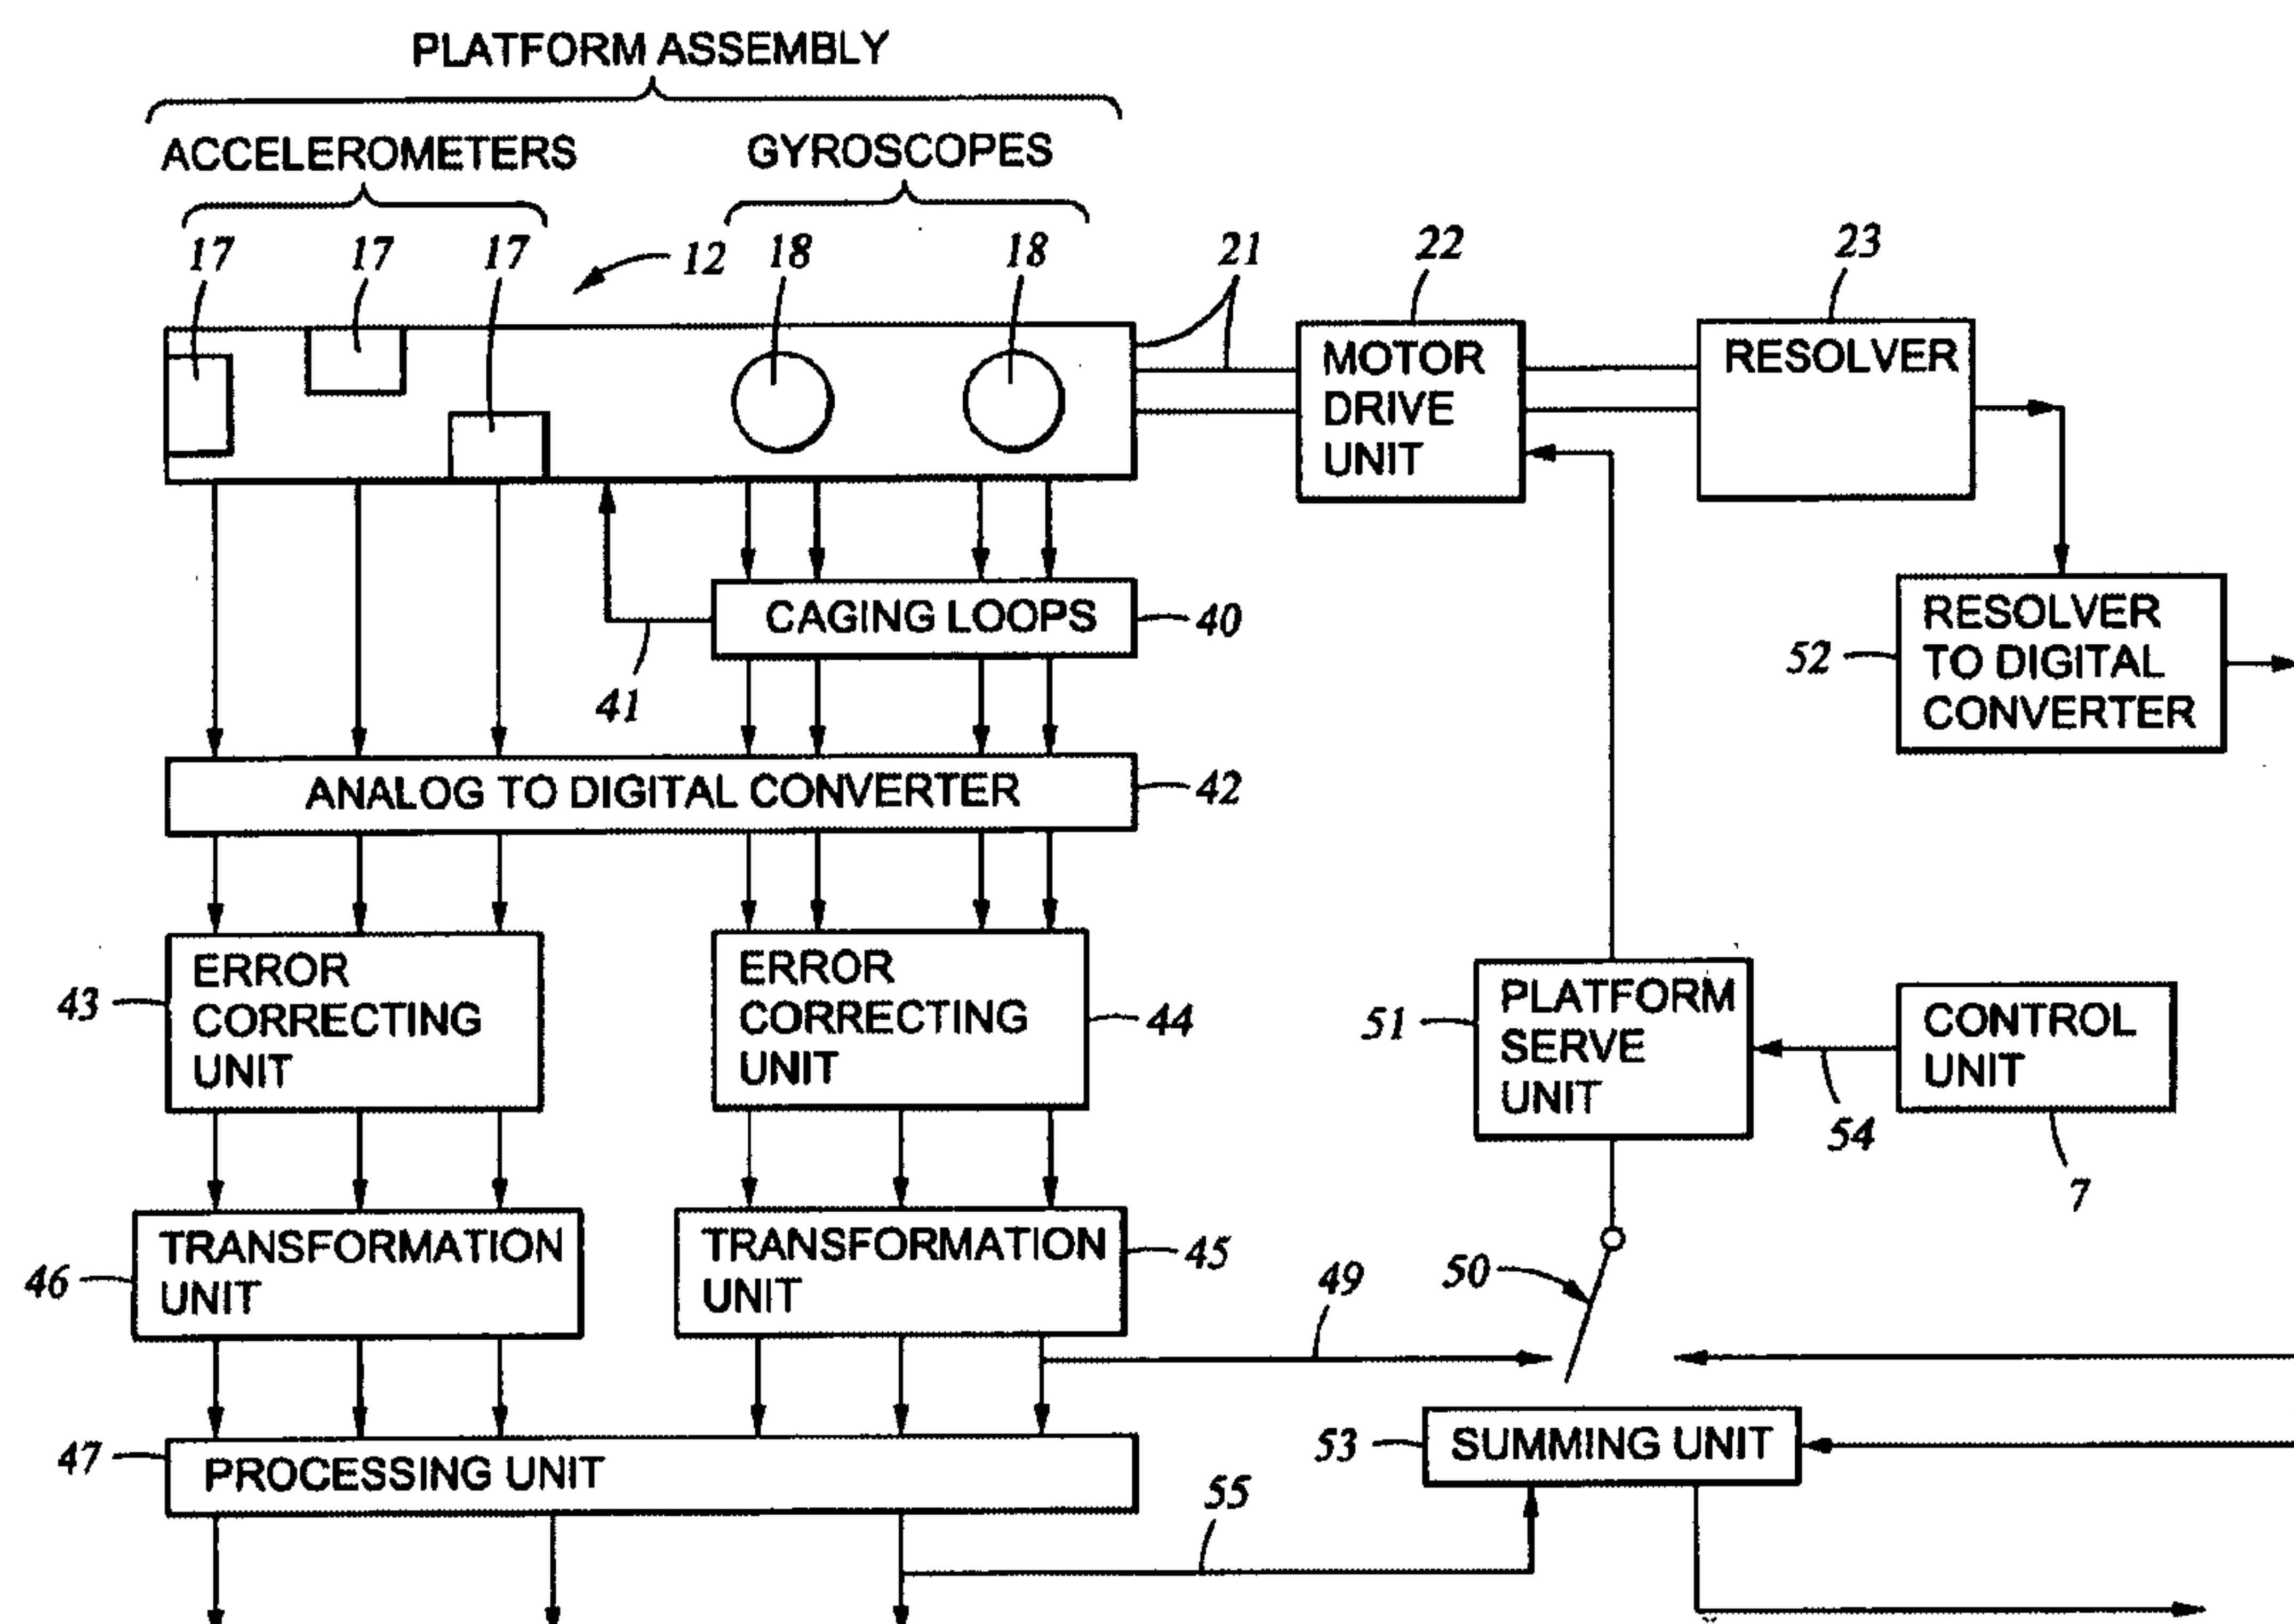 PLATFORM ASSEMBLY
ACCELEROMETERS
GYROSCOPES
17
17
17
12
18
18
21
22
23
MOTOR
DRIVE
UNIT
RESOLVER
CAGING LOOPS
40
41
RESOLVER
TO DIGITAL
CONVERTER
52
ANALOG TO DIGITAL CONVERTER
42
43
ERROR
CORRECTING
UNIT
ERROR
CORRECTING
UNIT
44
51
PLATFORM
SERVE
UNIT
54
CONTROL
UNIT
7
46
TRANSFORMATION
UNIT
TRANSFORMATION
UNIT
45
49
50
47
PROCESSING UNIT
53
SUMMING UNIT
55